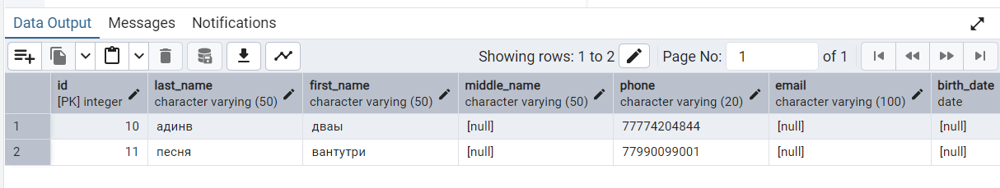 Data Output Messages Notifications
Showing rows: 1 to 2 Page No: 1 of 1
id last_name first_name middle_name phone email birth_date
[PK] integer character varying (50) character varying (50) character varying (50) character varying (20) character varying (100) date
1 10 адинв дваы [null] 77774204844 [null] [null]
2 11 песня вантутри [null] 77990099001 [null] [null]